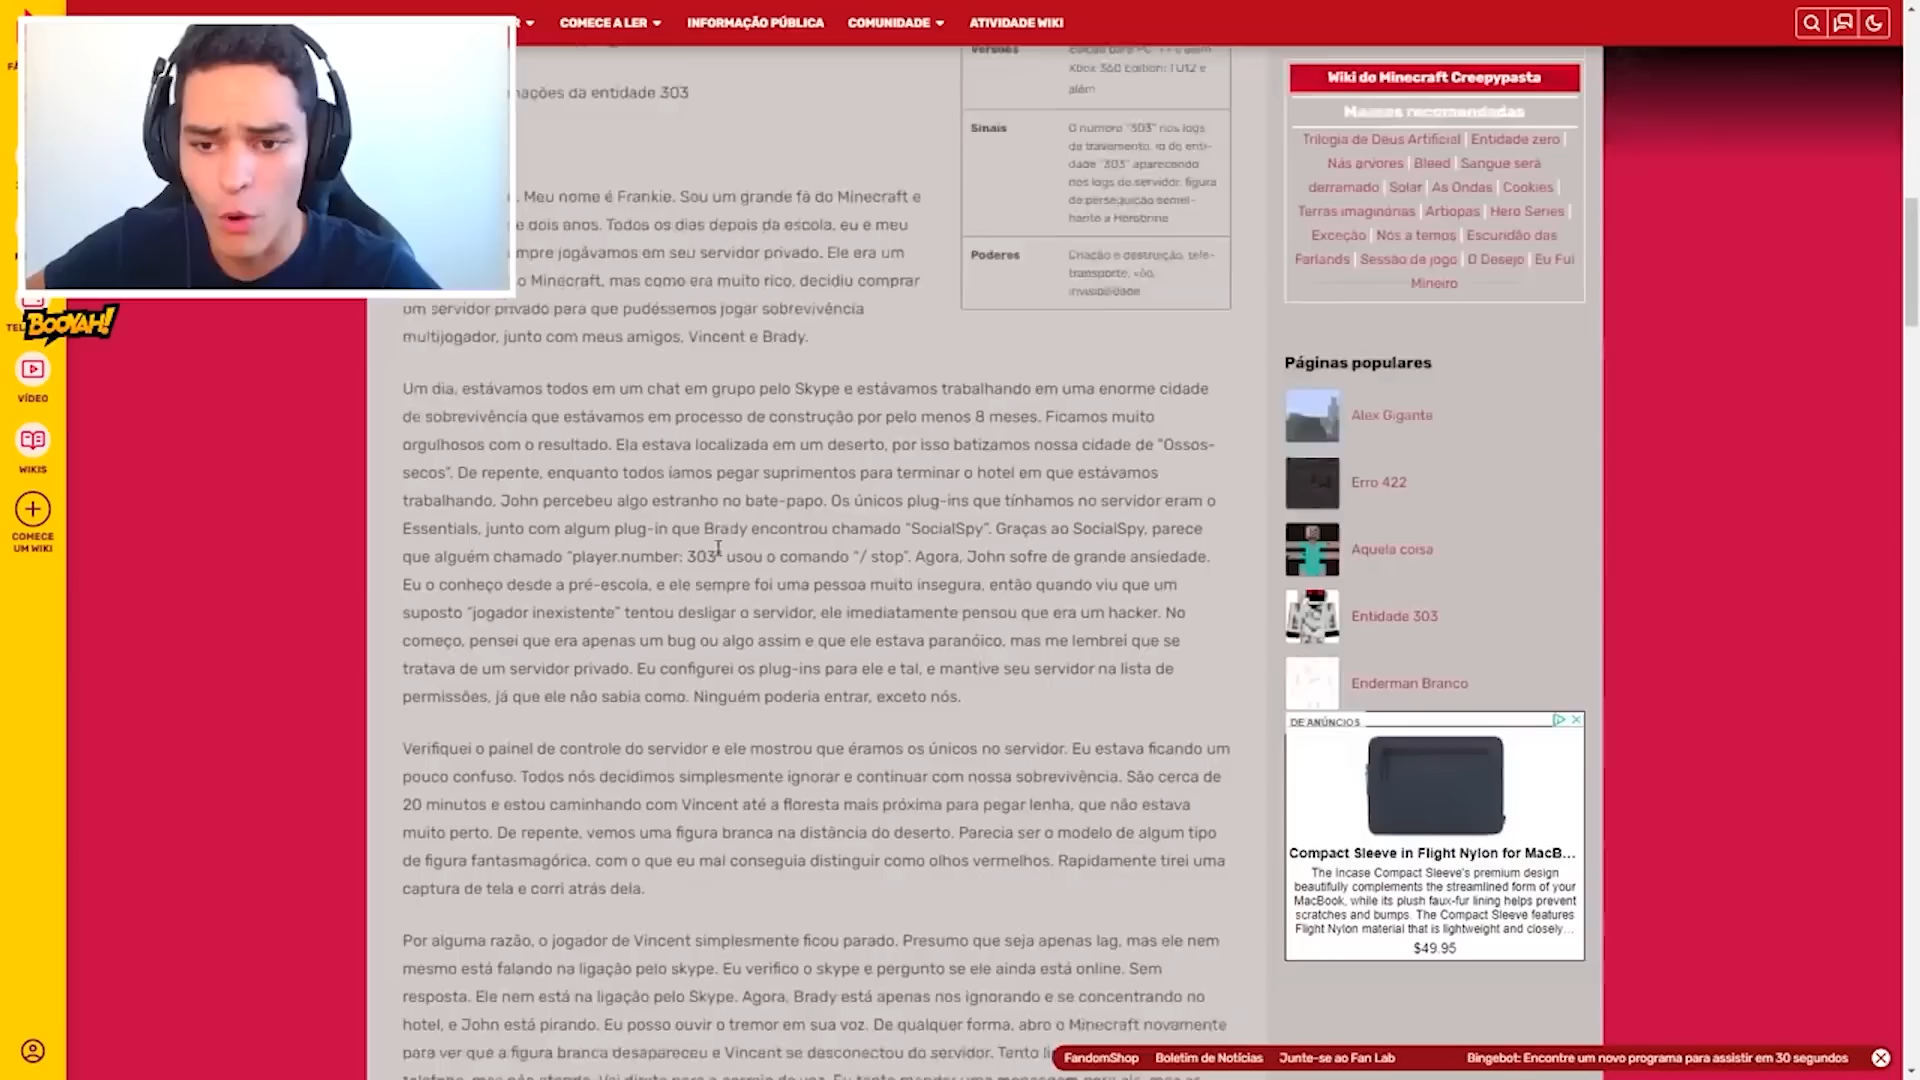 COMECE A LER
INFORMAÇÃO PÚBLICA
COMUNIDADE
ATIVIDADE WIKI
mações da entidade 303
. Meu nome é Frankie. Sou um grande fã do Minecraft e
e dois anos. Todos os dias depois da escola, eu e meu
mpre jogávamos em seu servidor privado. Ele era um
o Minecraft, mas como era muito rico, decidiu comprar
um servidor privado para que pudéssemos jogar sobrevivência
multijogador, junto com meus amigos, Vincent e Brady.
Um dia, estávamos todos em um chat em grupo pelo Skype e estávamos trabalhando em uma enorme cidade
de sobrevivência que estávamos em processo de construção por pelo menos 8 meses. Ficamos muito
orgulhosos com o resultado. Ela estava localizada em um deserto, por isso batizamos nossa cidade de “Ossos-
secos”. De repente, enquanto todos íamos pegar suprimentos para terminar o hotel em que estávamos
trabalhando, John percebeu algo estranho no bate-papo. Os únicos plug-ins que tínhamos no servidor eram o
Essentials, junto com algum plug-in que Brady encontrou chamado “SocialSpy”. Graças ao SocialSpy, parece
que alguém chamado “player.number: 303” usou o comando “/ stop”. Agora, John sofre de grande ansiedade.
Eu o conheço desde a pré-escola, e ele sempre foi uma pessoa muito insegura, então quando viu que um
suposto “jogador inexistente” tentou desligar o servidor, ele imediatamente pensou que era um hacker. No
começo, pensei que era apenas um bug ou algo assim e que ele estava paranóico, mas me lembrei que se
tratava de um servidor privado. Eu configurei os plug-ins para ele e tal, e mantive seu servidor na lista de
permissões, já que ele não sabia como. Ninguém poderia entrar, exceto nós.
Verifiquei o painel de controle do servidor e ele mostrou que éramos os únicos no servidor. Eu estava ficando um
pouco confuso. Todos nós decidimos simplesmente ignorar e continuar com nossa sobrevivência. São cerca de
20 minutos e estou caminhando com Vincent até a floresta mais próxima para pegar lenha, que não estava
muito perto. De repente, vemos uma figura branca na distância do deserto. Parecia ser o modelo de algum tipo
de figura fantasmagórica, com o que eu mal conseguia distinguir como olhos vermelhos. Rapidamente tirei uma
captura de tela e corri atrás dela.
Por alguma razão, o jogador de Vincent simplesmente ficou parado. Presumo que seja apenas lag, mas ele nem
mesmo está falando na ligação pelo skype. Eu verifico o skype e pergunto se ele ainda está online. Sem
resposta. Ele nem está na ligação pelo Skype. Agora, Brady está apenas nos ignorando e se concentrando no
hotel, e John está pirando. Eu posso ouvir o tremor em sua voz. De qualquer forma, abro o Minecraft novamente
para ver que a figura branca desapareceu e Vincent se desconectou do servidor. Tento
Versões
Xbox 360 Edition: TU12 e
além
Sinais
O número "303" nos logs
de travamento, id do enti-
dade "303" aparecendo
nos logs do servidor, figura
de perseguição semel-
hante a Herobrine
Poderes
Criação e destruição, tele-
transporte, vôo,
invisibilidade
Wiki do Minecraft Creepypasta
Massas recomendadas
Trilogia de Deus Artificial | Entidade zero |
Nas árvores | Bleed | Sangue será
derramado | Solar | As Ondas | Cookies |
Terras imaginárias | Artiopas | Hero Series |
Exceção | Nós a temos | Escuridão das
Farlands | Sessão de jogo | O Desejo | Eu Fui
Mineiro
Páginas populares
Alex Gigante
Erro 422
Aquela coisa
Entidade 303
Enderman Branco
DE ANÚNCIOS
Compact Sleeve in Flight Nylon for MacB...
The Incase Compact Sleeve's premium design
beautifully complements the streamlined form of your
MacBook, while its plush faux-fur lining helps prevent
scratches and bumps. The Compact Sleeve features
Flight Nylon material that is lightweight and closely...
$49.95
BOOYAH!
VÍDEO
WIKIS
COMECE
UM WIKI
FandomShop
Boletim de Notícias
Junte-se ao Fan Lab
Bingebot: Encontre um novo programa para assistir em 30 segundos